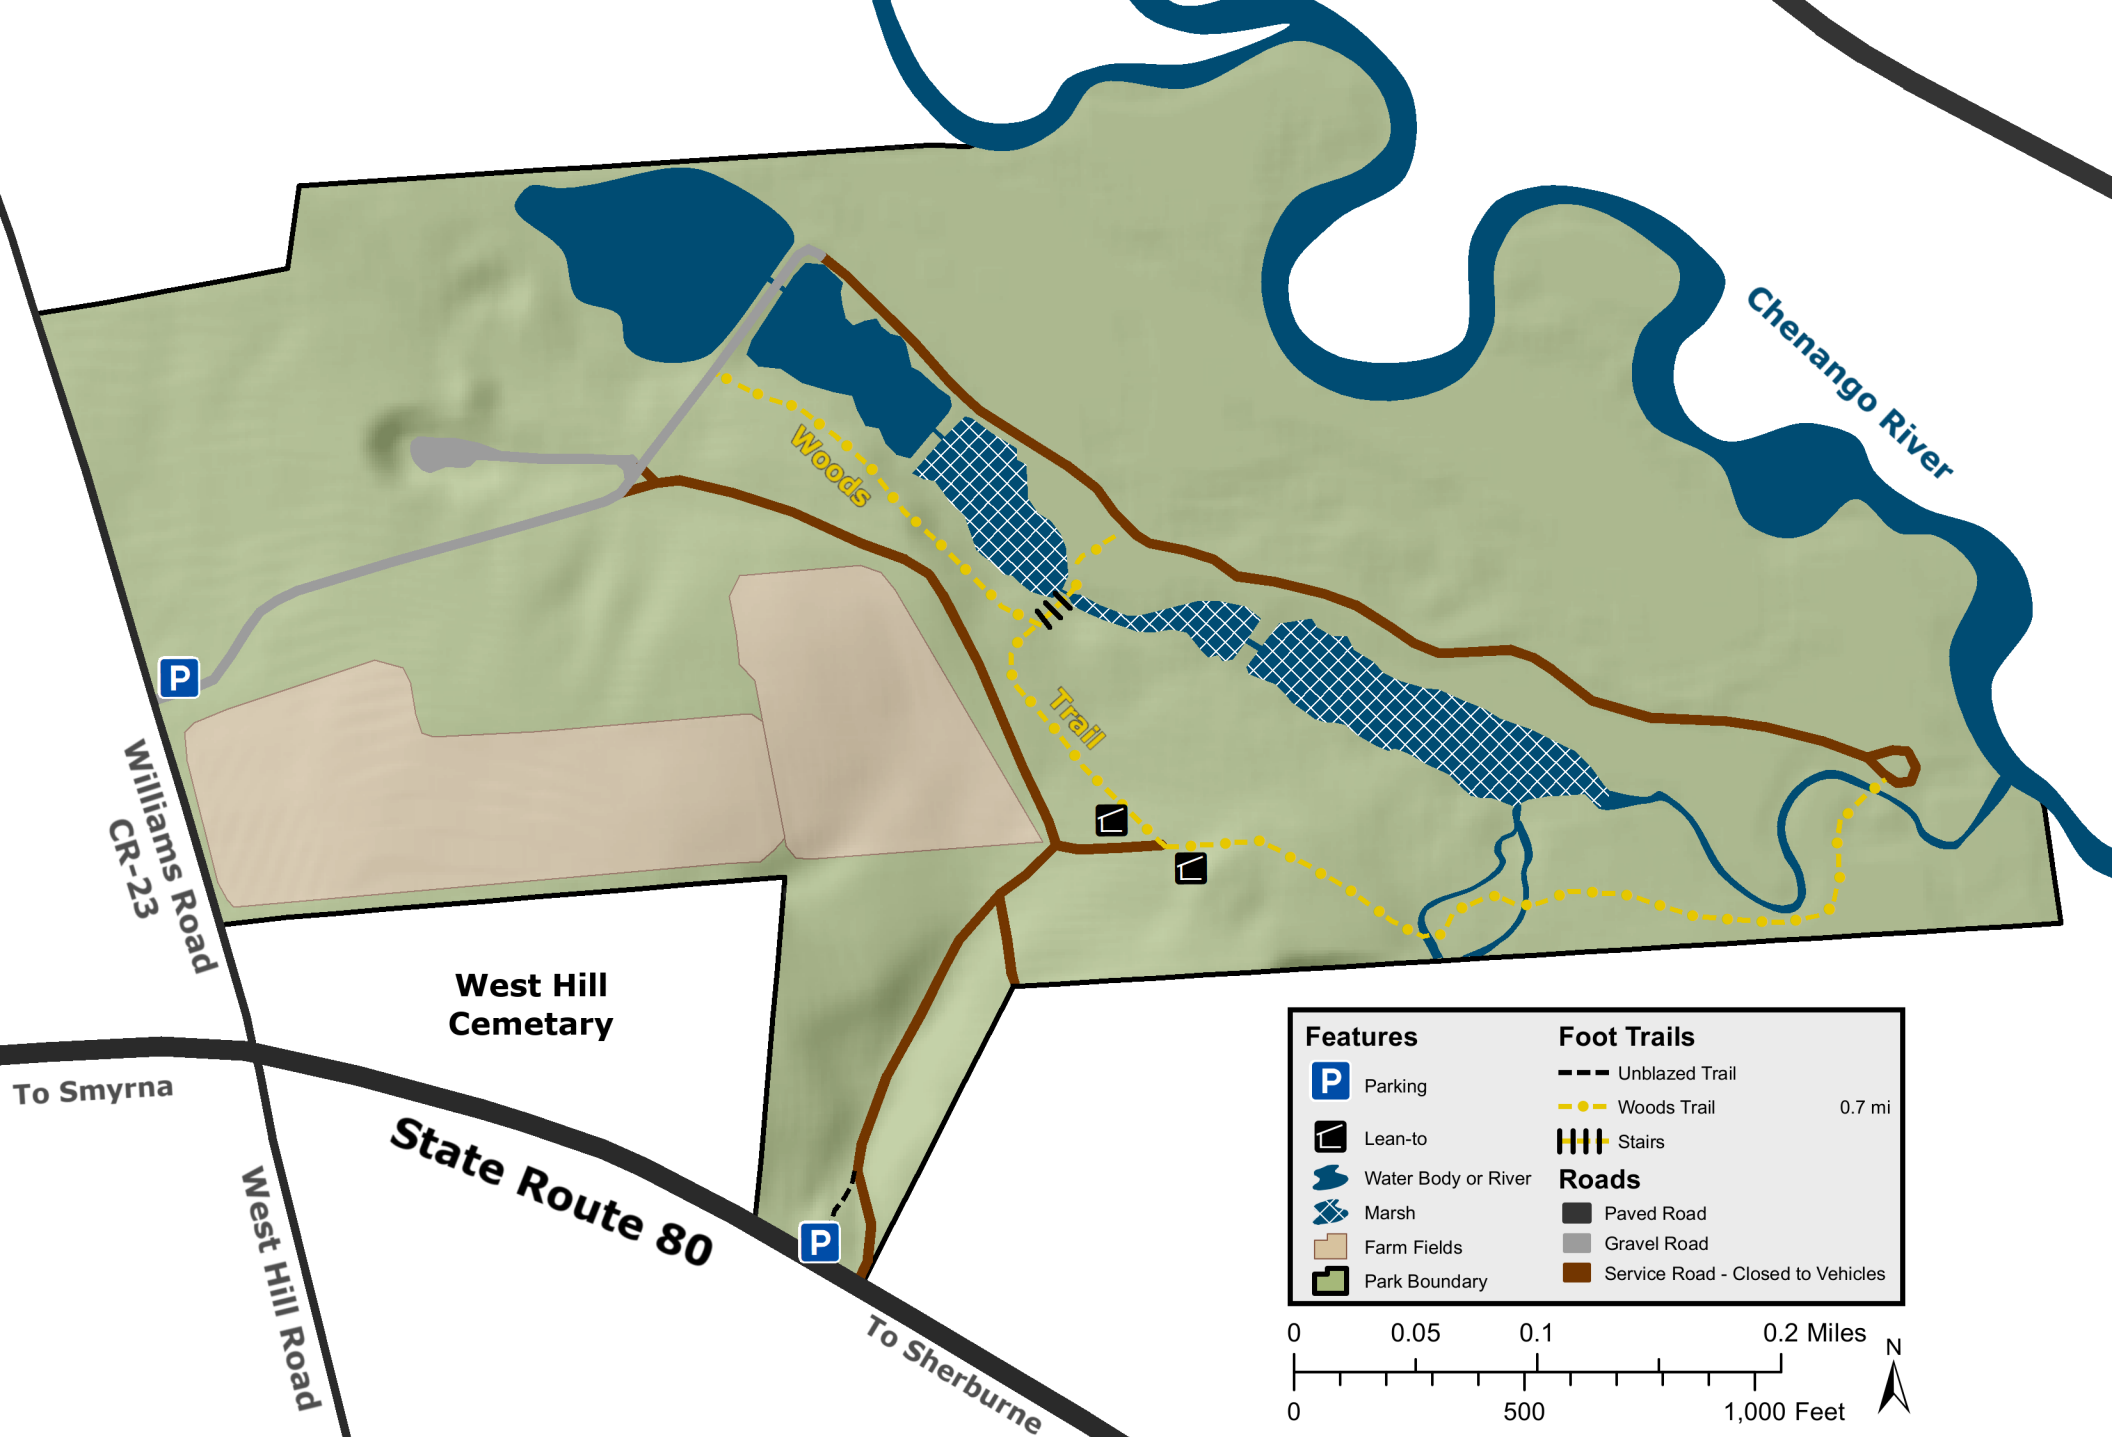 Chenango River
Woods
Trail
P
Williams Road
CR-23
West Hill
Cemetary
To Smyrna
State Route 80
West Hill Road
P
To Sherburne
Features
P Parking
Lean-to
Water Body or River
Marsh
Farm Fields
Park Boundary
Foot Trails
Unblazed Trail
Woods Trail 0.7 mi
Stairs
Roads
Paved Road
Gravel Road
Service Road - Closed to Vehicles
0 0.05 0.1 0.2 Miles
0 500 1,000 Feet
N